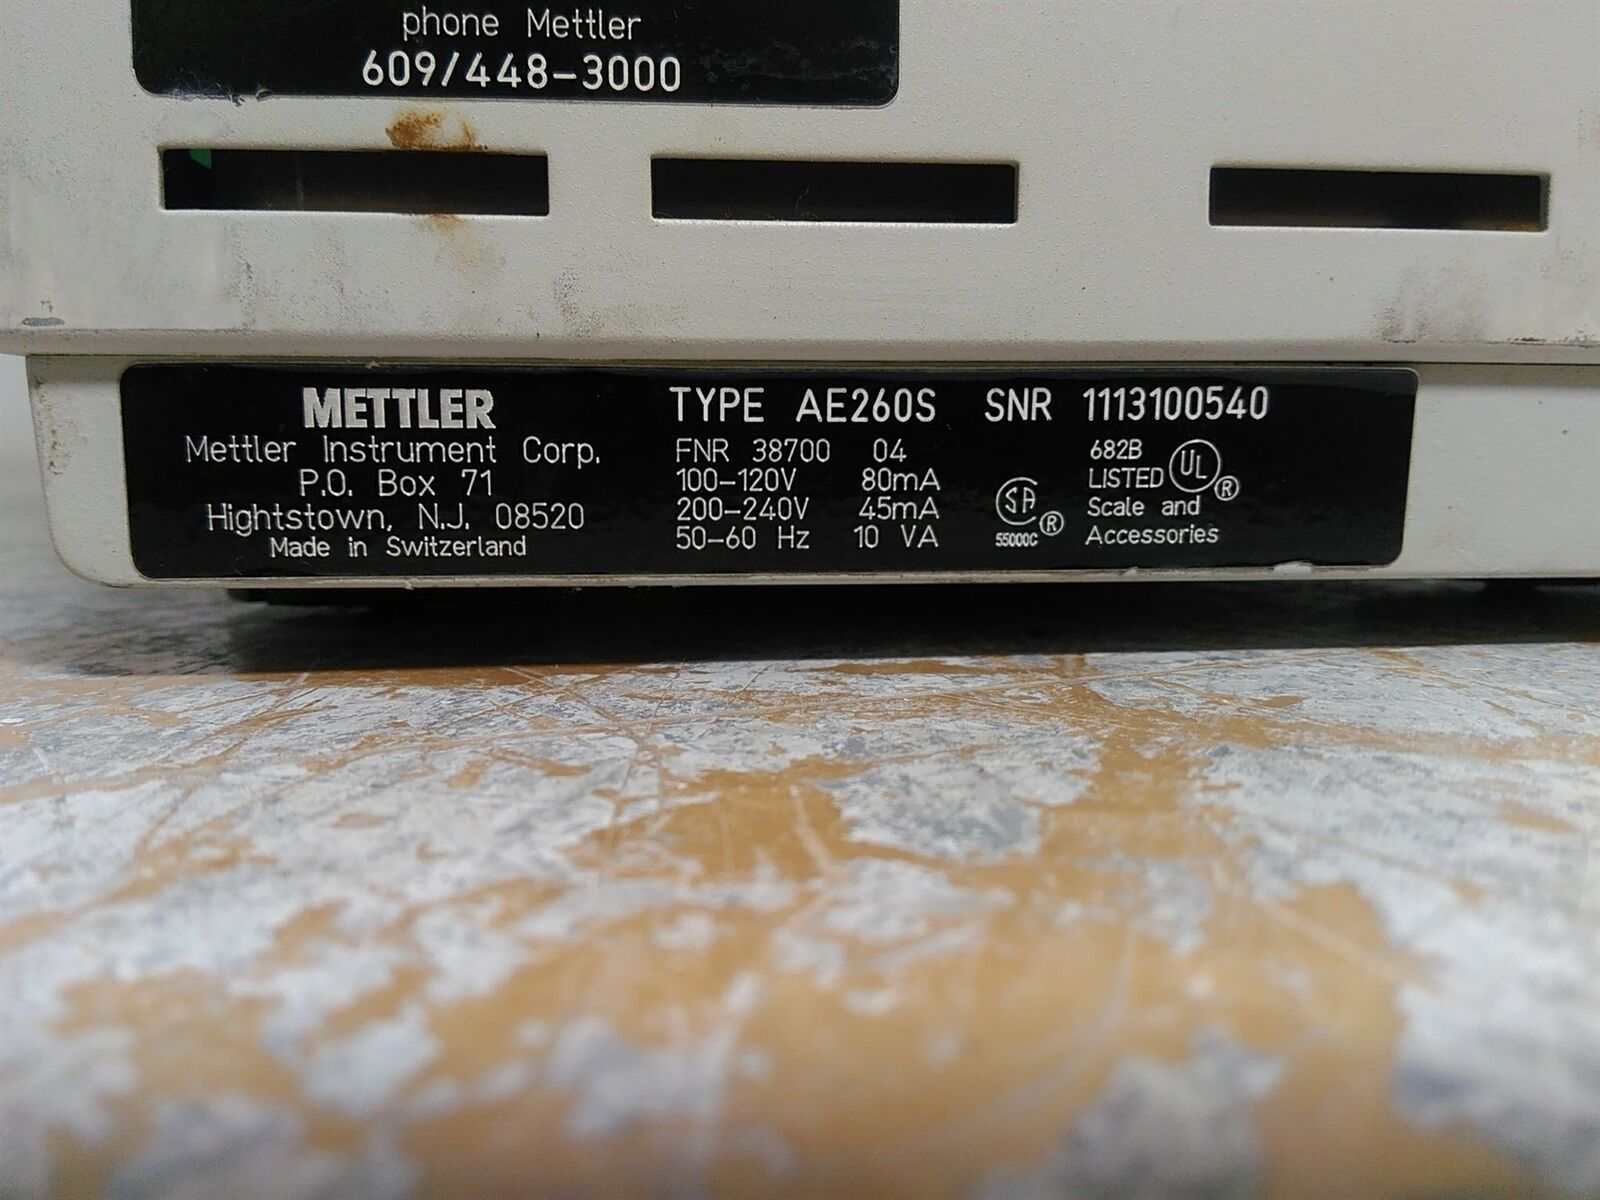 phone Mettler
609/448-3000
METTLER
Mettler Instrument Corp.
P.O. Box 71
Hightstown, N.J. 08520
Made in Switzerland
TYPE AE260S SNR 1113100540
FNR 38700 04
100-120V 80mA
200-240V 45mA
50-60 Hz 10 VA
SA ®
55000C
682B
LISTED UL ®
Scale and
Accessories